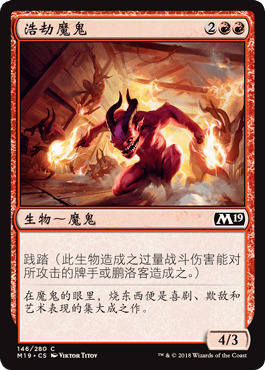 浩劫魔鬼 2
生物～魔鬼 M19
践踏（此生物造成之过量战斗伤害能对
所攻击的牌手或鹏洛客造成之。）
在魔鬼的眼里，烧东西便是喜剧、欺敌和
艺术表现的集大成之作。
4/3
146/280 C
M19 • CS VIKTOR TITOV ™ & © 2018 Wizards of the Coast